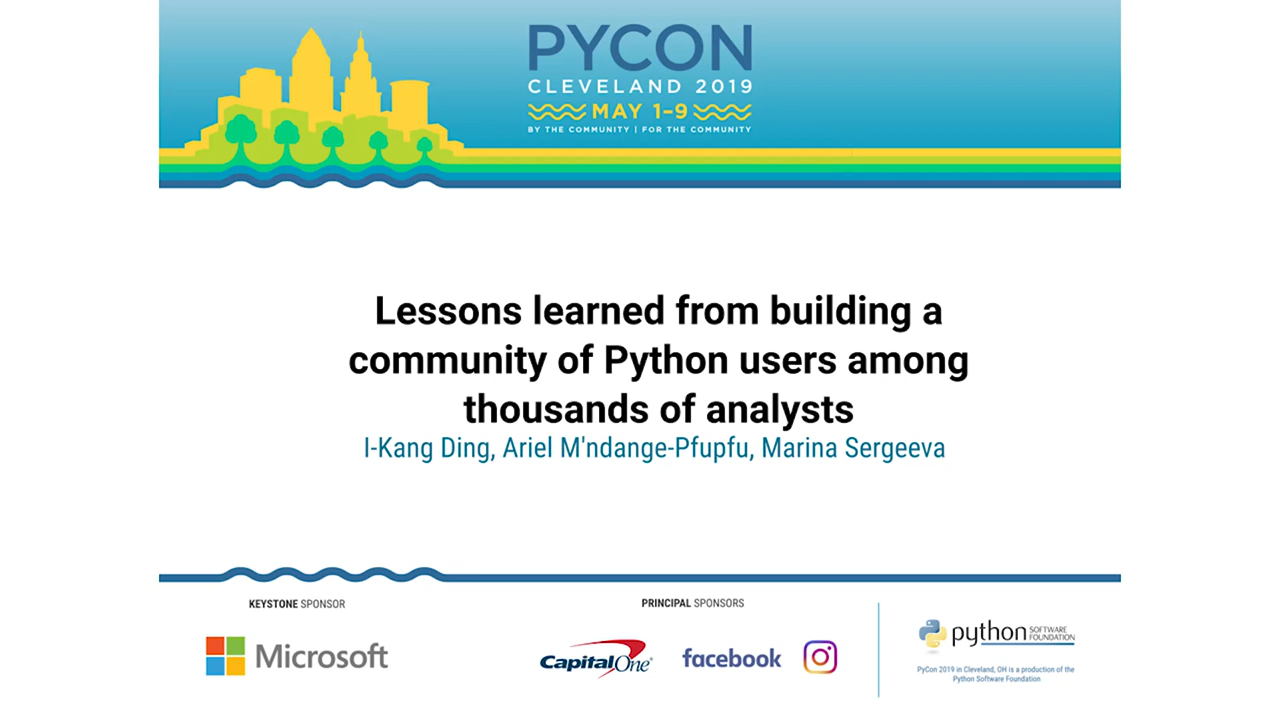 PYCON
CLEVELAND 2019
MAY 1-9
BY THE COMMUNITY | FOR THE COMMUNITY
Lessons learned from building a
community of Python users among
thousands of analysts
I-Kang Ding, Ariel M'ndange-Pfupfu, Marina Sergeeva
KEYSTONE SPONSOR
Microsoft
PRINCIPAL SPONSORS
CapitalOne
facebook
python SOFTWARE FOUNDATION
PyCon 2019 in Cleveland, OH is a production of the
Python Software Foundation